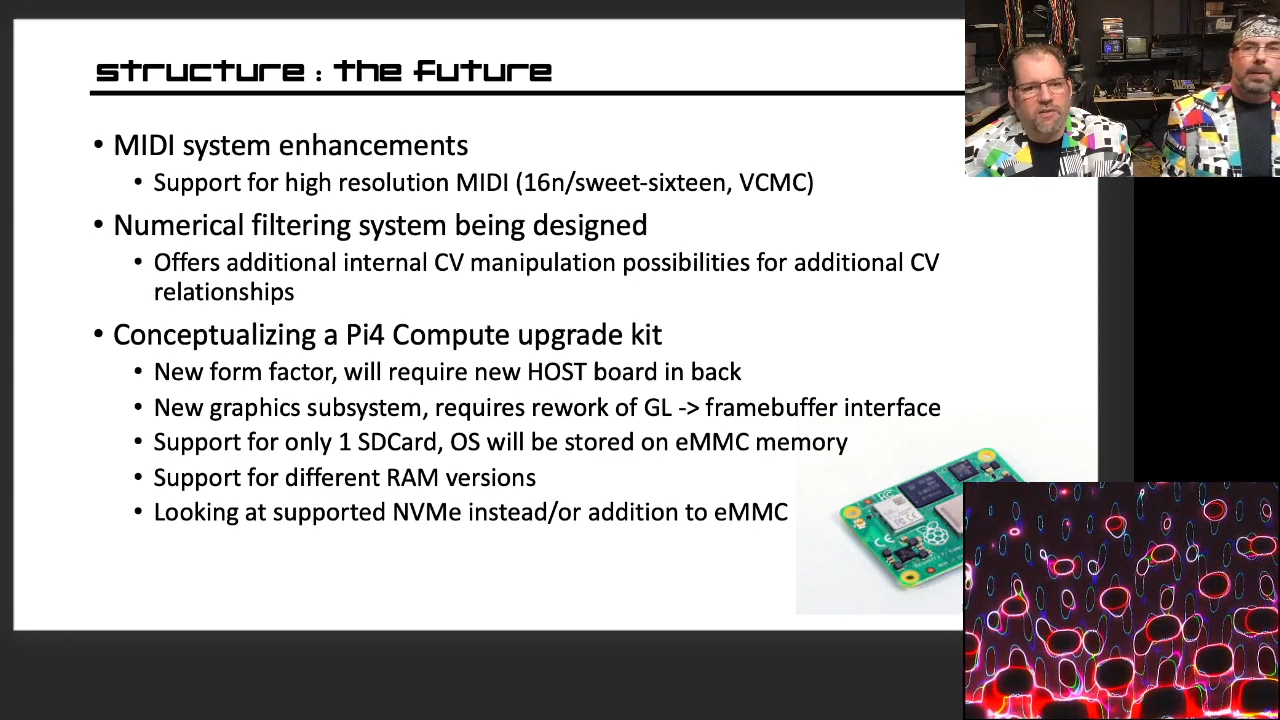 STRUCTURE : THE FUTURE
• MIDI system enhancements
• Support for high resolution MIDI (16n/sweet-sixteen, VCMC)
• Numerical filtering system being designed
• Offers additional internal CV manipulation possibilities for additional CV
relationships
• Conceptualizing a Pi4 Compute upgrade kit
• New form factor, will require new HOST board in back
• New graphics subsystem, requires rework of GL -> framebuffer interface
• Support for only 1 SDCard, OS will be stored on eMMC memory
• Support for different RAM versions
• Looking at supported NVMe instead/or addition to eMMC